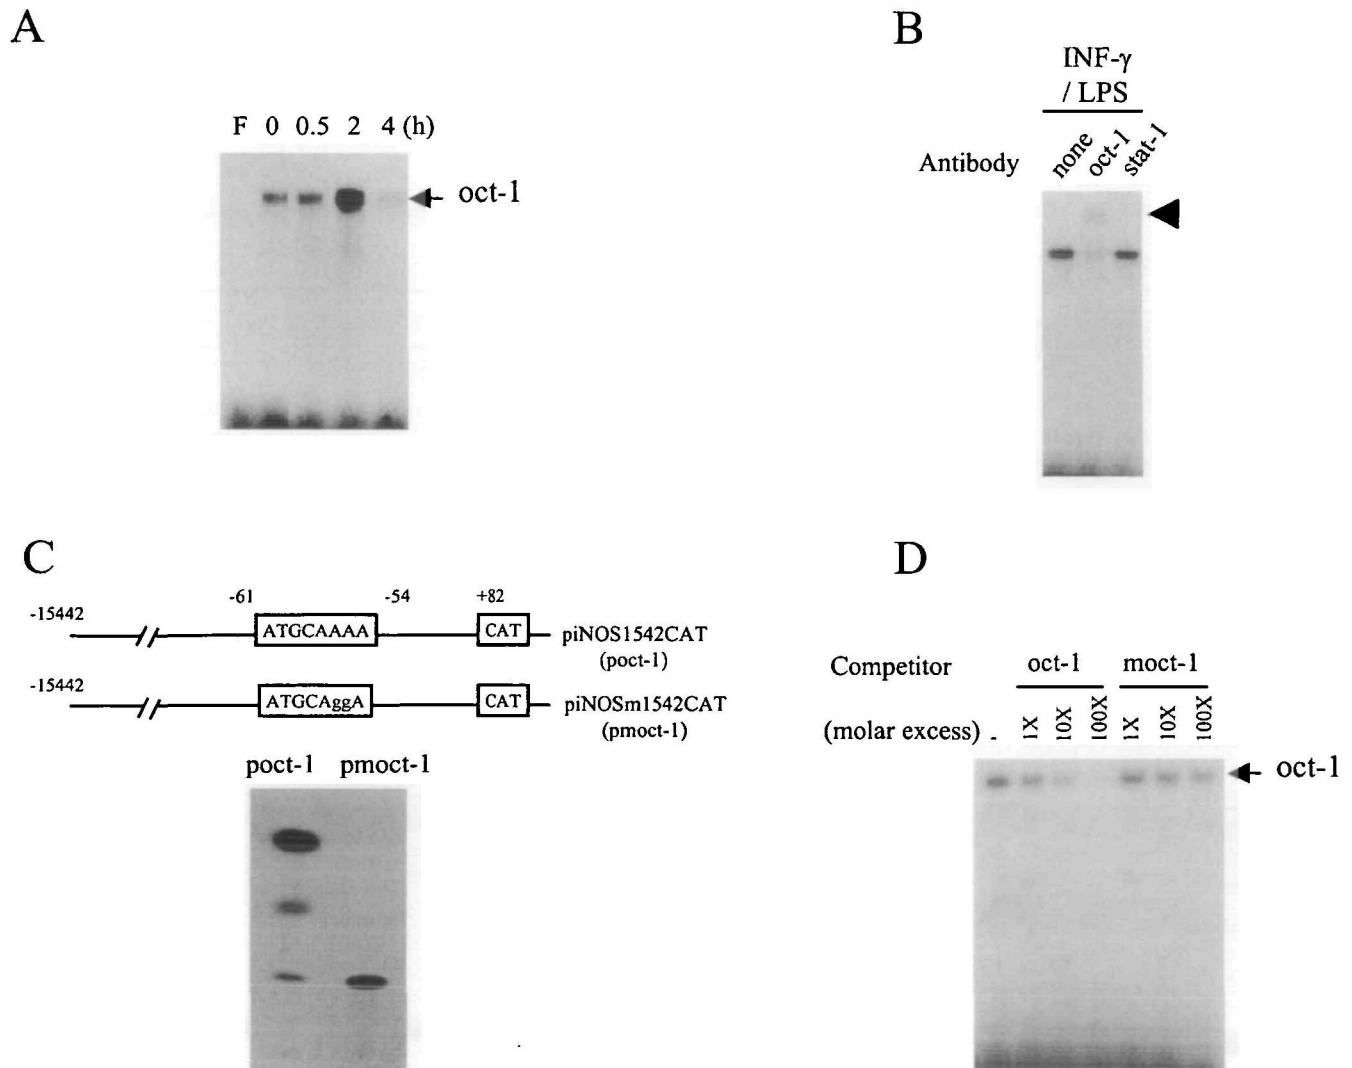 A
F 0 0.5 2 4 (h)
oct-1
B
INF-γ
/ LPS
Antibody none oct-1 stat-1
C
-61 -54 +82
-15442
ATGCAAAA CAT piNOS1542CAT
(poct-1)
-15442
ATGCAggA CAT piNOSm1542CAT
(pmoct-1)
poct-1 pmoct-1
D
Competitor oct-1 moct-1
(molar excess) - 1X 10X 100X 1X 10X 100X
oct-1